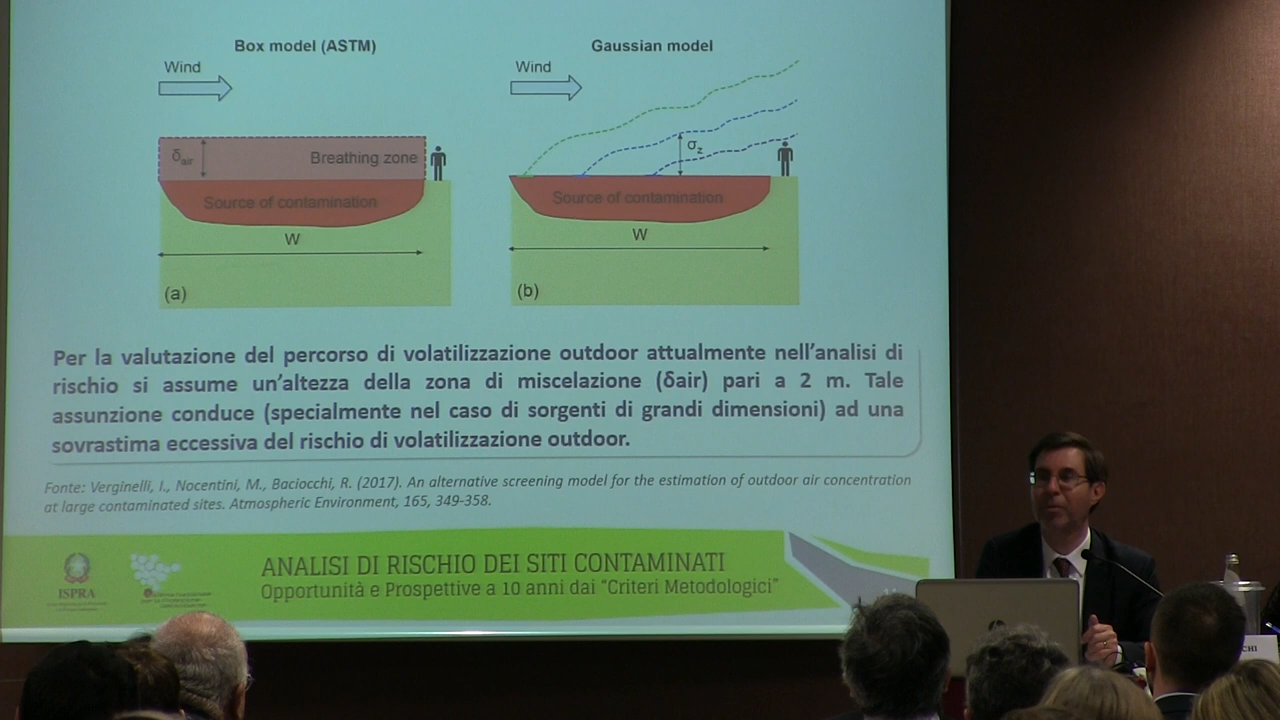 Box model (ASTM)
Gaussian model
Wind
Wind
δair
Breathing zone
σz
Source of contamination
Source of contamination
W
W
(a)
(b)
Per la valutazione del percorso di volatilizzazione outdoor attualmente nell'analisi di
rischio si assume un'altezza della zona di miscelazione (δair) pari a 2 m. Tale
assunzione conduce (specialmente nel caso di sorgenti di grandi dimensioni) ad una
sovrastima eccessiva del rischio di volatilizzazione outdoor.
Fonte: Verginelli, I., Nocentini, M., Baciocchi, R. (2017). An alternative screening model for the estimation of outdoor air concentration
at large contaminated sites. Atmospheric Environment, 165, 349-358.
ISPRA
ANALISI DI RISCHIO DEI SITI CONTAMINATI
Opportunità e Prospettive a 10 anni dai "Criteri Metodologici"
CHI